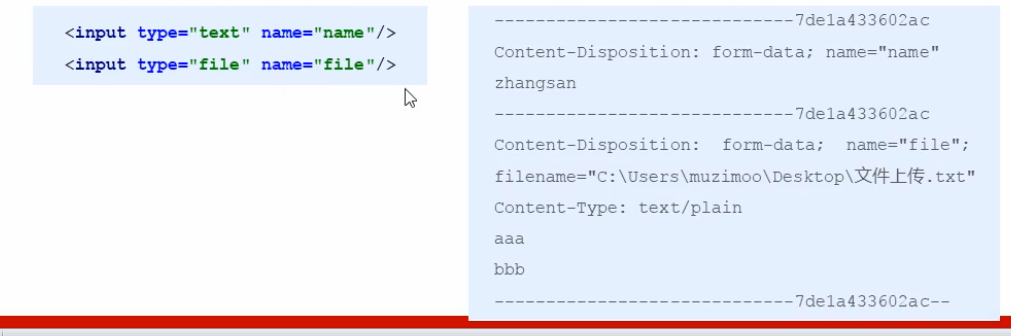 <input type="text" name="name"/>
<input type="file" name="file"/>
-----------------------------7de1a433602ac
Content-Disposition: form-data; name="name"
zhangsan
-----------------------------7de1a433602ac
Content-Disposition: form-data; name="file";
filename="C:\Users\muzimoo\Desktop\文件上传.txt"
Content-Type: text/plain
aaa
bbb
-----------------------------7de1a433602ac--